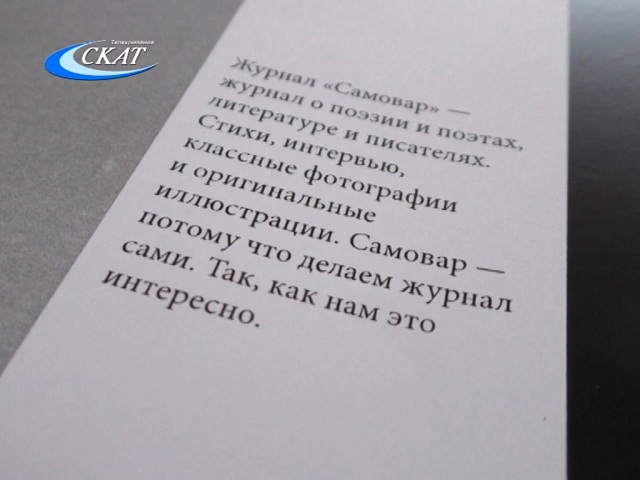 Телекомпания
СКАТ
Журнал «Самовар» —
журнал о поэзии и поэтах,
литературе и писателях.
Стихи, интервью,
классные фотографии
и оригинальные
иллюстрации. Самовар —
потому что делаем журнал
сами. Так, как нам это
интересно.